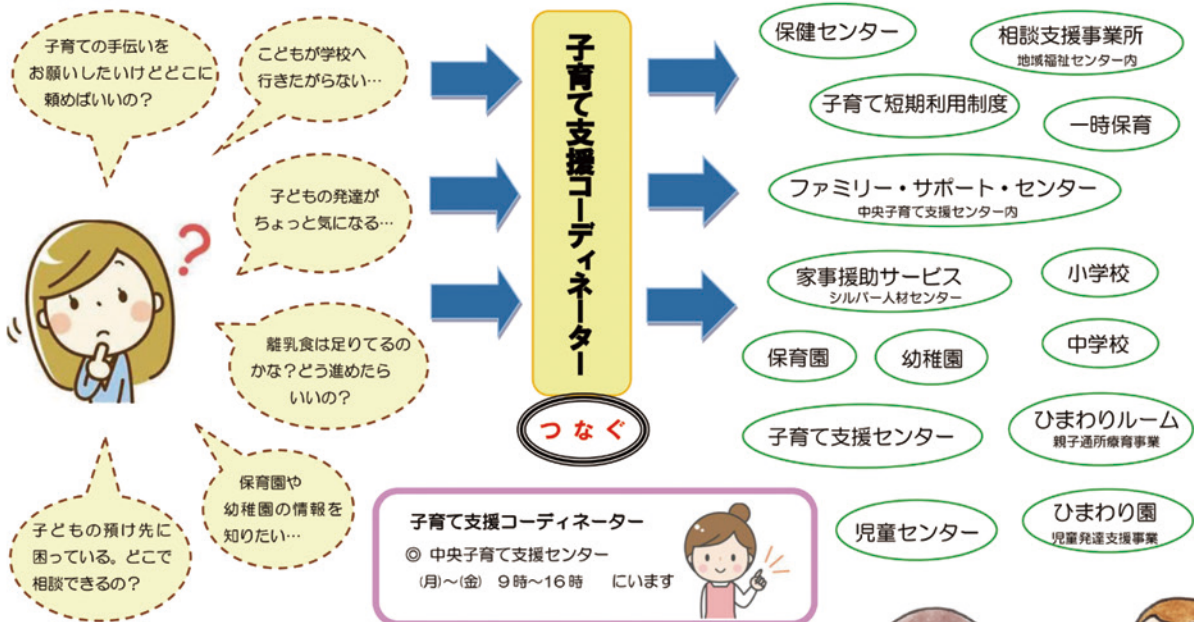 子育ての手伝いを
お願いしたいけどどこに
頼めばいいの？
こどもが学校へ
行きたがらない…
子どもの発達が
ちょっと気になる…
離乳食は足りてるの
かな？どう進めたら
いいの？
保育園や
幼稚園の情報を
知りたい…
子どもの預け先に
困っている。どこで
相談できるの？
?
子育て支援コーディネーター
つなぐ
保健センター
相談支援事業所
地域福祉センター内
子育て短期利用制度
一時保育
ファミリー・サポート・センター
中央子育て支援センター内
家事援助サービス
シルバー人材センター
小学校
保育園
幼稚園
中学校
子育て支援センター
ひまわりルーム
親子通所療育事業
児童センター
ひまわり園
児童発達支援事業
子育て支援コーディネーター
◎ 中央子育て支援センター
(月)〜(金) 9時〜16時 にいます